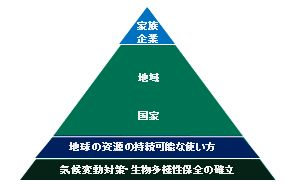 家族
企業
地域
国家
地球の資源の持続可能な使い方
気候変動対策・生物多様性保全の確立